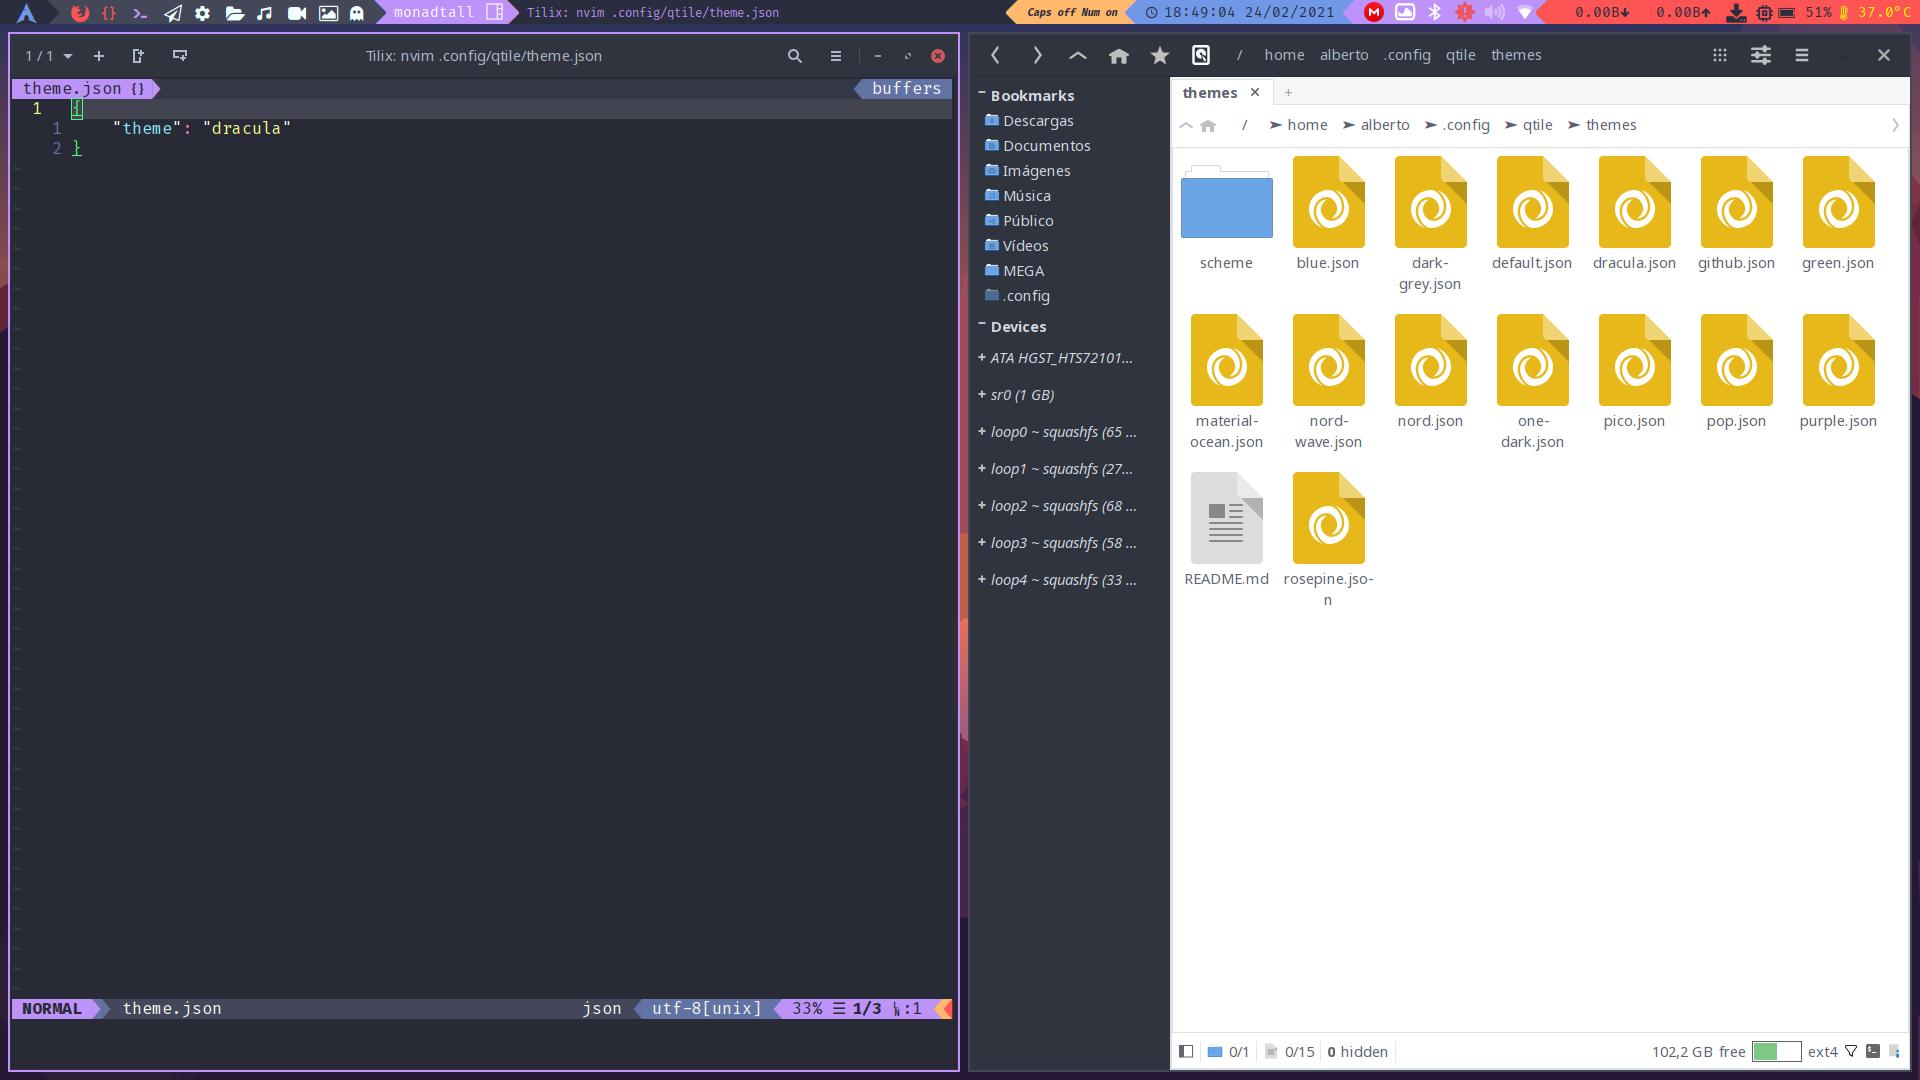 monadtall
Tilix: nvim .config/qtile/theme.json
Caps off Num on
18:49:04 24/02/2021
0.00B↓ 0.00B↑
51%
37.0°C
1 / 1
Tilix: nvim .config/qtile/theme.json
theme.json {}
buffers
1 {
1 "theme": "dracula"
2 }
NORMAL
theme.json
json
utf-8[unix]
33% ☰ 1/3 :1
/ home alberto .config qtile themes
Bookmarks
Descargas
Documentos
Imágenes
Música
Público
Vídeos
MEGA
.config
Devices
ATA HGST_HTS72101...
sr0 (1 GB)
loop0 ~ squashfs (65 ...
loop1 ~ squashfs (27...
loop2 ~ squashfs (68 ...
loop3 ~ squashfs (58 ...
loop4 ~ squashfs (33 ...
themes
/ ➤ home ➤ alberto ➤ .config ➤ qtile ➤ themes
scheme
blue.json
dark-
grey.json
default.json
dracula.json
github.json
green.json
material-
ocean.json
nord-
wave.json
nord.json
one-
dark.json
pico.json
pop.json
purple.json
README.md
rosepine.jso-
n
0/1
0/15
0 hidden
102,2 GB free
ext4